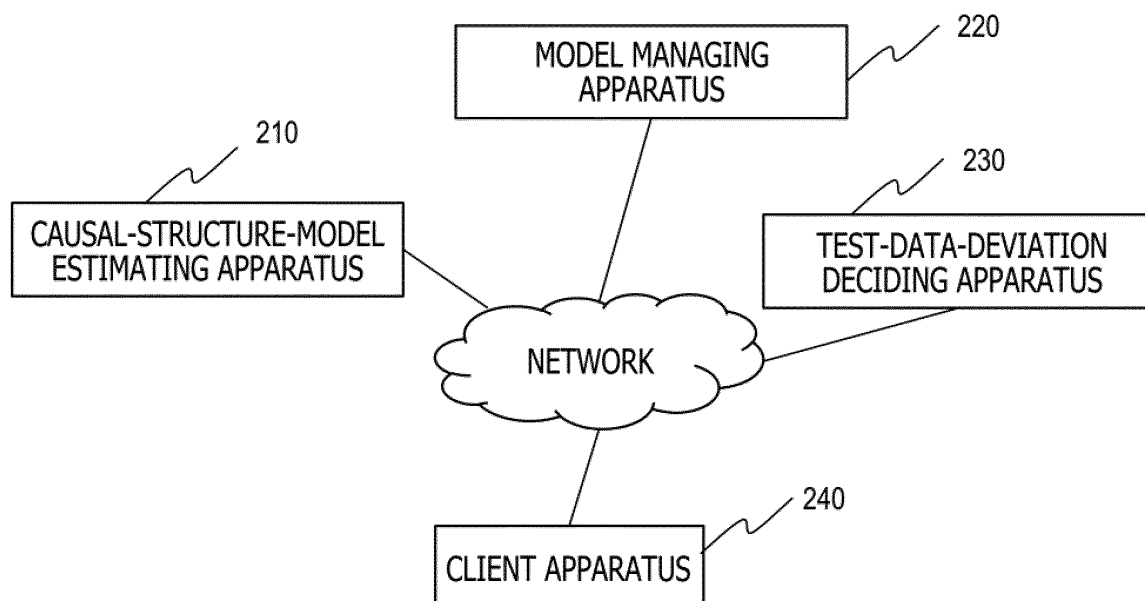 220
MODEL MANAGING
APPARATUS
210
230
CAUSAL-STRUCTURE-MODEL
ESTIMATING APPARATUS
TEST-DATA-DEVIATION
DECIDING APPARATUS
NETWORK
240
CLIENT APPARATUS